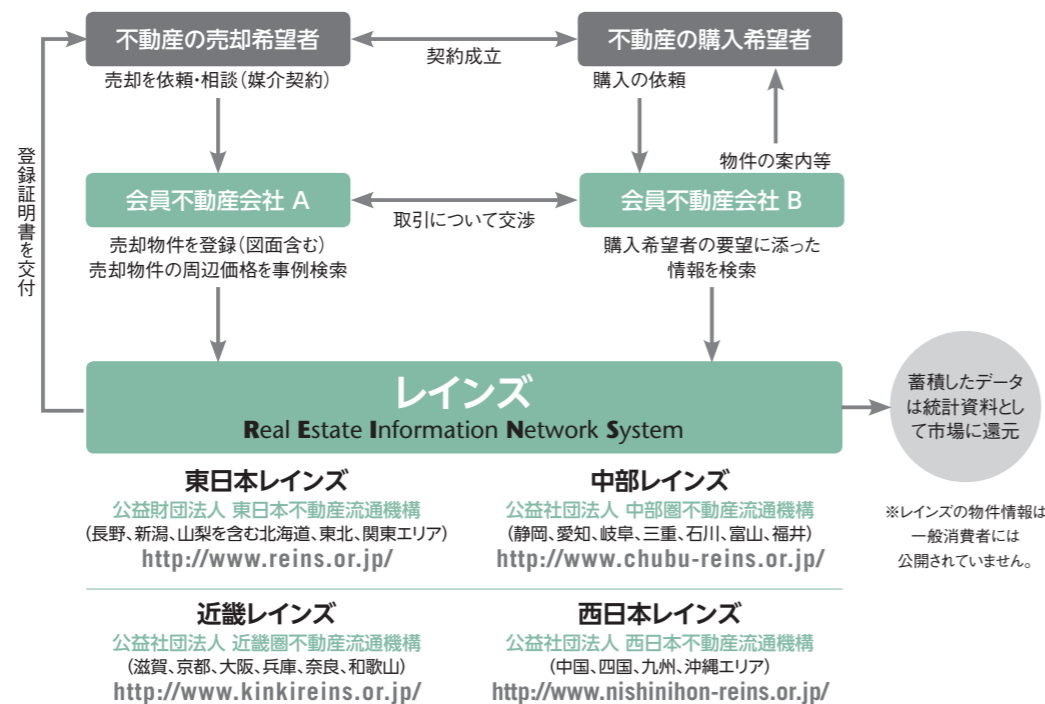 不動産の売却希望者
不動産の購入希望者
契約成立
売却を依頼・相談（媒介契約）
購入の依頼
登録証明書を交付
物件の案内等
会員不動産会社 A
会員不動産会社 B
取引について交渉
売却物件を登録（図面含む）
売却物件の周辺価格を事例検索
購入希望者の要望に添った
情報を検索
レインズ
Real Estate Information Network System
蓄積したデータ
は統計資料とし
て市場に還元
※レインズの物件情報は
一般消費者には
公開されていません。
東日本レインズ
公益財団法人 東日本不動産流通機構
（長野、新潟、山梨を含む北海道、東北、関東エリア）
http://www.reins.or.jp/
中部レインズ
公益社団法人 中部圏不動産流通機構
（静岡、愛知、岐阜、三重、石川、富山、福井）
http://www.chubu-reins.or.jp/
近畿レインズ
公益社団法人 近畿圏不動産流通機構
（滋賀、京都、大阪、兵庫、奈良、和歌山）
http://www.kinkireins.or.jp/
西日本レインズ
公益社団法人 西日本不動産流通機構
（中国、四国、九州、沖縄エリア）
http://www.nishinihon-reins.or.jp/